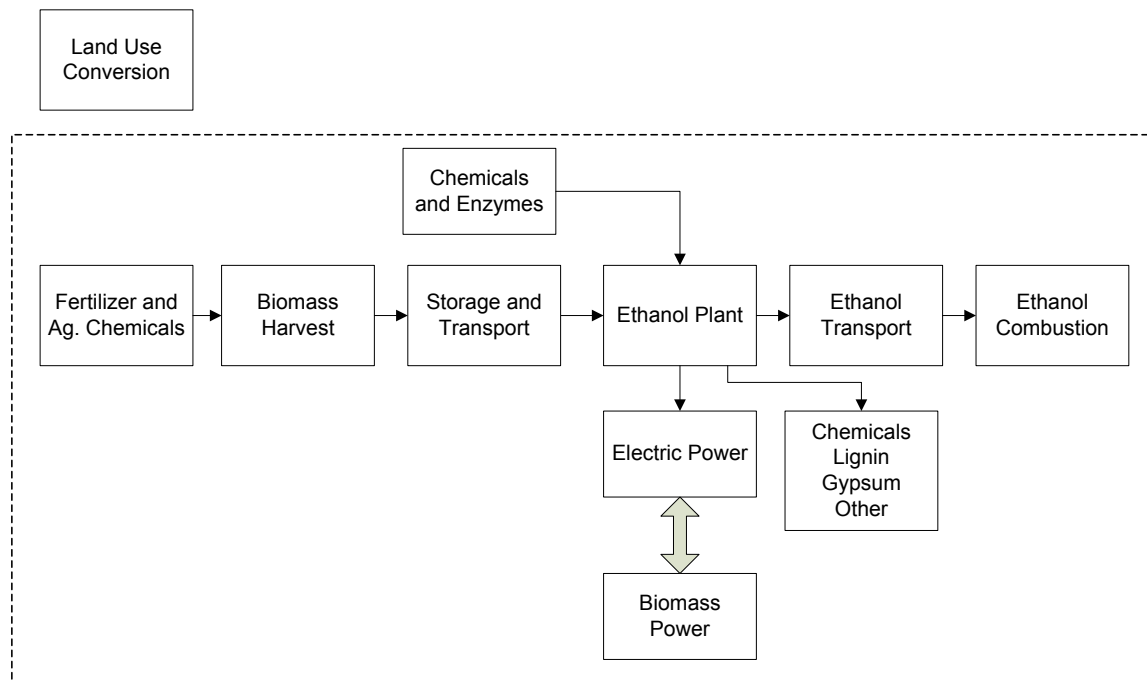 Land Use
Conversion
Chemicals
and Enzymes
Fertilizer and
Ag. Chemicals
Biomass
Harvest
Storage and
Transport
Ethanol Plant
Ethanol
Transport
Ethanol
Combustion
Electric Power
Chemicals
Lignin
Gypsum
Other
Biomass
Power